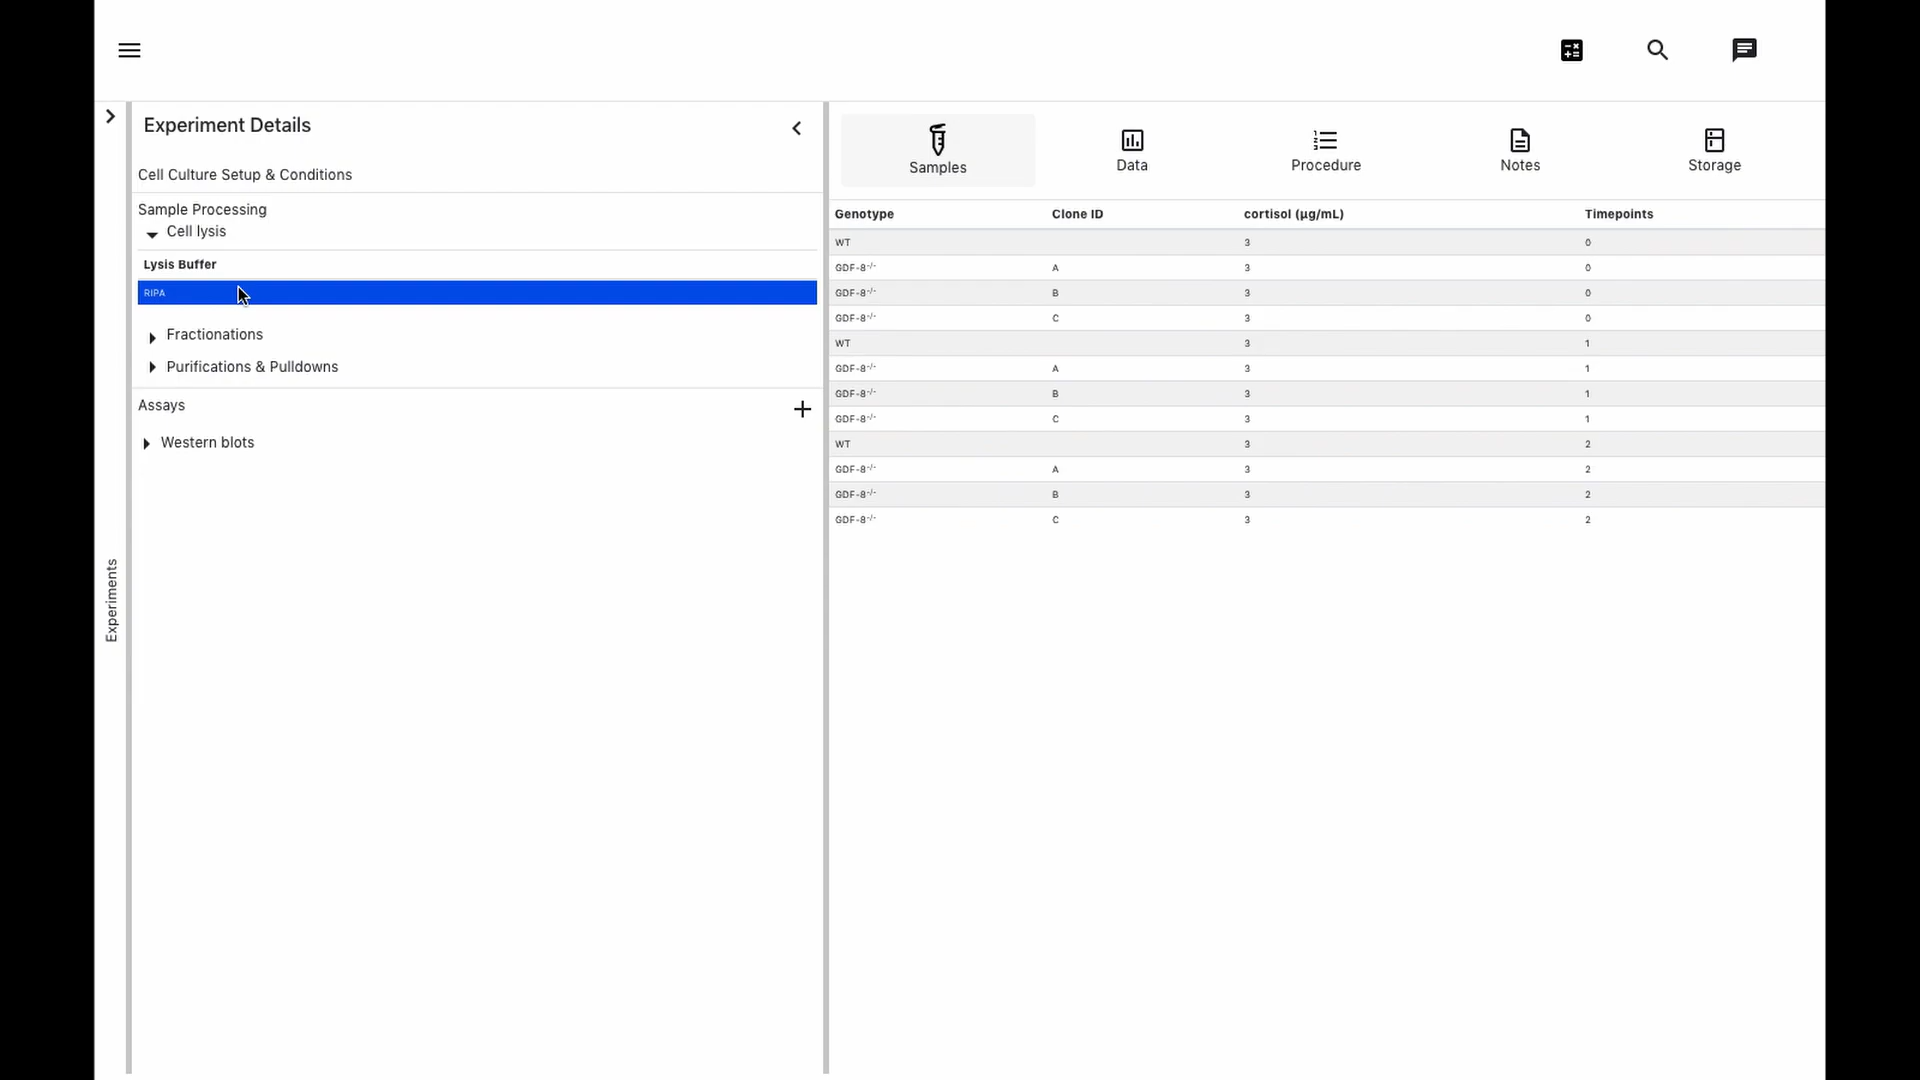 Experiment Details
Cell Culture Setup & Conditions
Sample Processing
Cell lysis
Lysis Buffer
RIPA
Fractionations
Purifications & Pulldowns
Assays
Western blots
Experiments
Samples Data Procedure Notes Storage
Genotype Clone ID cortisol (μg/mL) Timepoints
WT 3 0
GDF-8-/- A 3 0
GDF-8-/- B 3 0
GDF-8-/- C 3 0
WT 3 1
GDF-8-/- A 3 1
GDF-8-/- B 3 1
GDF-8-/- C 3 1
WT 3 2
GDF-8-/- A 3 2
GDF-8-/- B 3 2
GDF-8-/- C 3 2